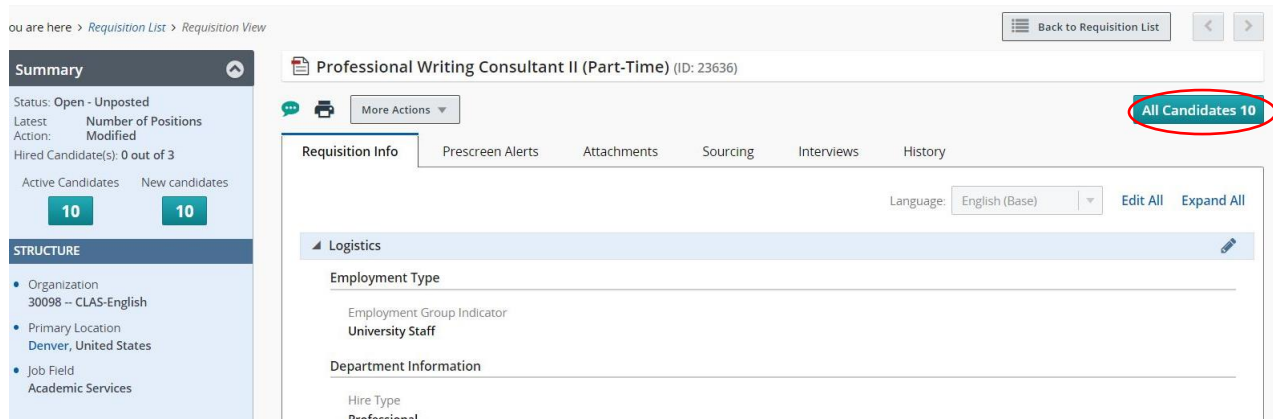 ou are here > Requisition List > Requisition View
Back to Requisition List
< >
Summary
Professional Writing Consultant II (Part-Time) (ID: 23636)
Status: Open - Unposted
Latest Action: Number of Positions Modified
Hired Candidate(s): 0 out of 3
Active Candidates New candidates
10 10
STRUCTURE
• Organization
30098 -- CLAS-English
• Primary Location
Denver, United States
• Job Field
Academic Services
More Actions
All Candidates 10
Requisition Info Prescreen Alerts Attachments Sourcing Interviews History
Language: English (Base) Edit All Expand All
Logistics
Employment Type
Employment Group Indicator
University Staff
Department Information
Hire Type
Professional